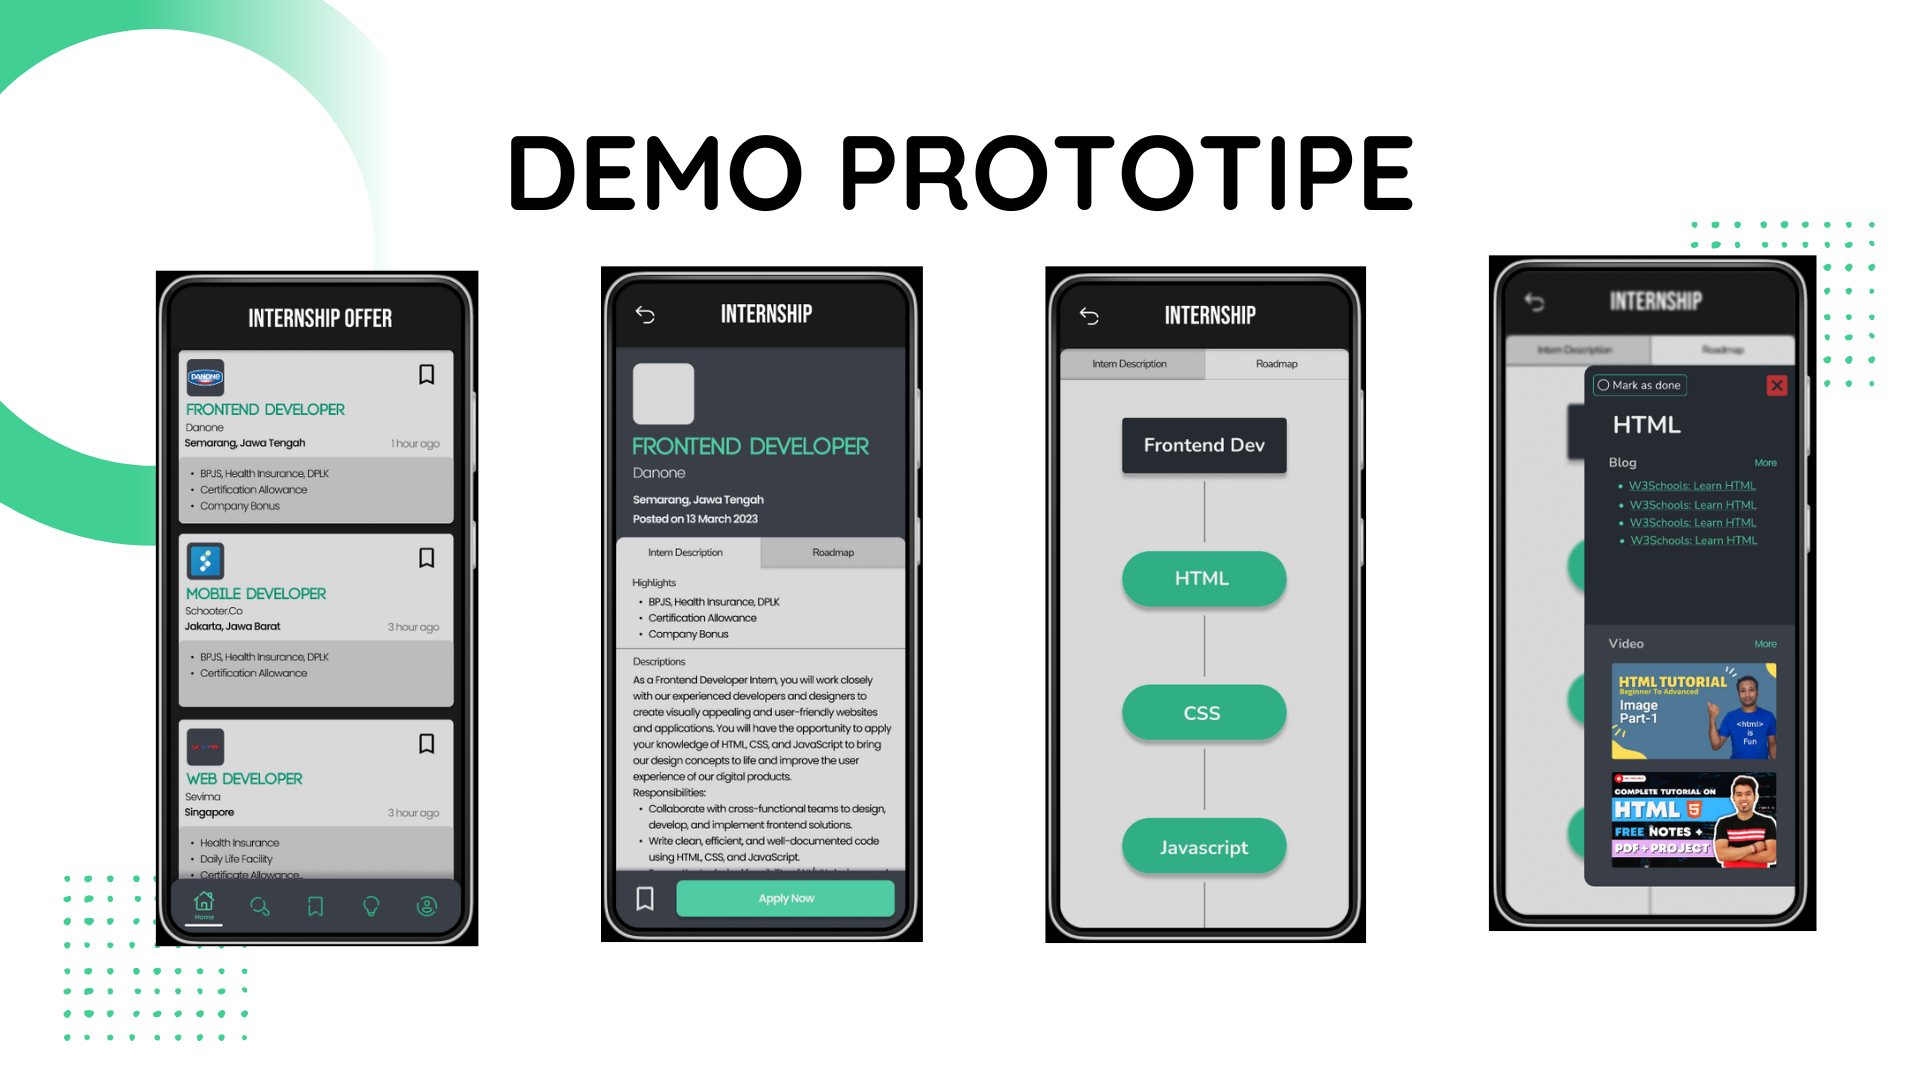 DEMO PROTOTIPE
INTERNSHIP OFFER
DANONE
FRONTEND DEVELOPER
Danone
Semarang, Jawa Tengah
1 hour ago
• BPJS, Health Insurance, DPLK
• Certification Allowance
• Company Bonus
MOBILE DEVELOPER
Schooter.Co
Jakarta, Jawa Barat
3 hour ago
• BPJS, Health Insurance, DPLK
• Certification Allowance
WEB DEVELOPER
Sevima
Singapore
3 hour ago
• Health Insurance
• Daily Life Facility
• Certificate Allowance
Home
INTERNSHIP
FRONTEND DEVELOPER
Danone
Semarang, Jawa Tengah
Posted on 13 March 2023
Intern Description
Roadmap
Highlights
• BPJS, Health Insurance, DPLK
• Certification Allowance
• Company Bonus
Descriptions
As a Frontend Developer Intern, you will work closely
with our experienced developers and designers to
create visually appealing and user-friendly websites
and applications. You will have the opportunity to apply
your knowledge of HTML, CSS, and JavaScript to bring
our design concepts to life and improve the user
experience of our digital products.
Responsibilities:
• Collaborate with cross-functional teams to design,
develop, and implement frontend solutions.
• Write clean, efficient, and well-documented code
using HTML, CSS, and JavaScript.
Apply Now
INTERNSHIP
Intern Description
Roadmap
Frontend Dev
HTML
CSS
Javascript
INTERNSHIP
Intern Description
Roadmap
Mark as done
HTML
Blog
More
• W3Schools: Learn HTML
• W3Schools: Learn HTML
• W3Schools: Learn HTML
• W3Schools: Learn HTML
Video
More
HTML TUTORIAL
Beginner To Advanced
Image
Part-1
<html>
is
Fun
COMPLETE TUTORIAL ON
HTML 5
FREE NOTES +
PDF + PROJECT